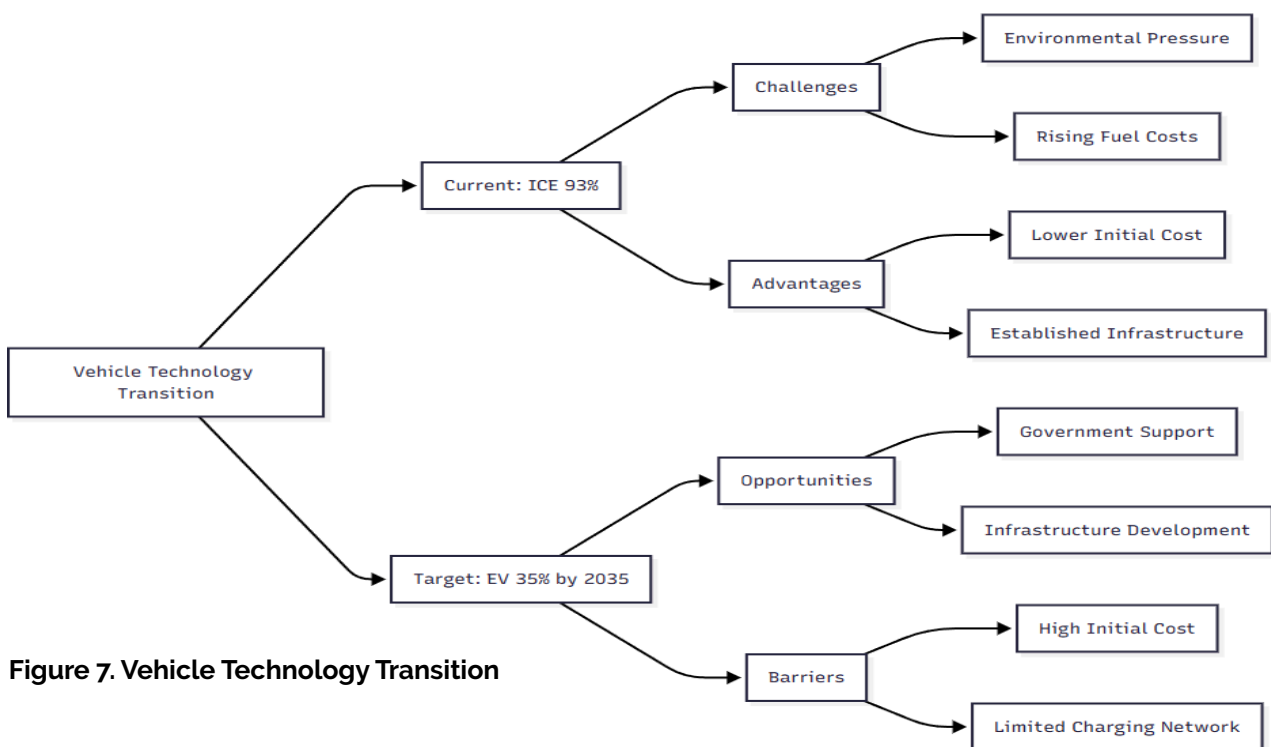 Environmental Pressure
Challenges
Rising Fuel Costs
Current: ICE 93%
Lower Initial Cost
Advantages
Established Infrastructure
Vehicle Technology
Transition
Government Support
Opportunities
Infrastructure Development
Target: EV 35% by 2035
High Initial Cost
Barriers
Limited Charging Network
Figure 7. Vehicle Technology Transition